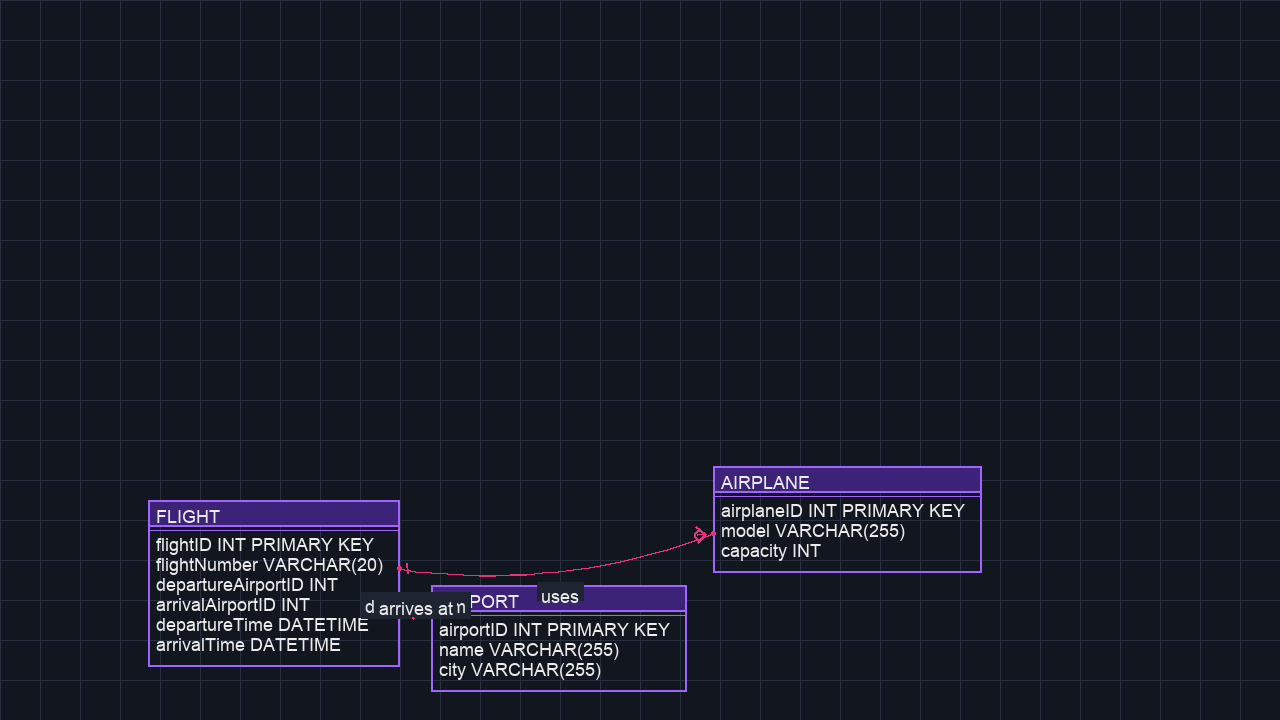 AIRPLANE
airplaneID INT PRIMARY KEY
model VARCHAR(255)
capacity INT
FLIGHT
flightID INT PRIMARY KEY
flightNumber VARCHAR(20)
departureAirportID INT
arrivalAirportID INT
departureTime DATETIME
arrivalTime DATETIME
arrives at
uses
airportID INT PRIMARY KEY
name VARCHAR(255)
city VARCHAR(255)